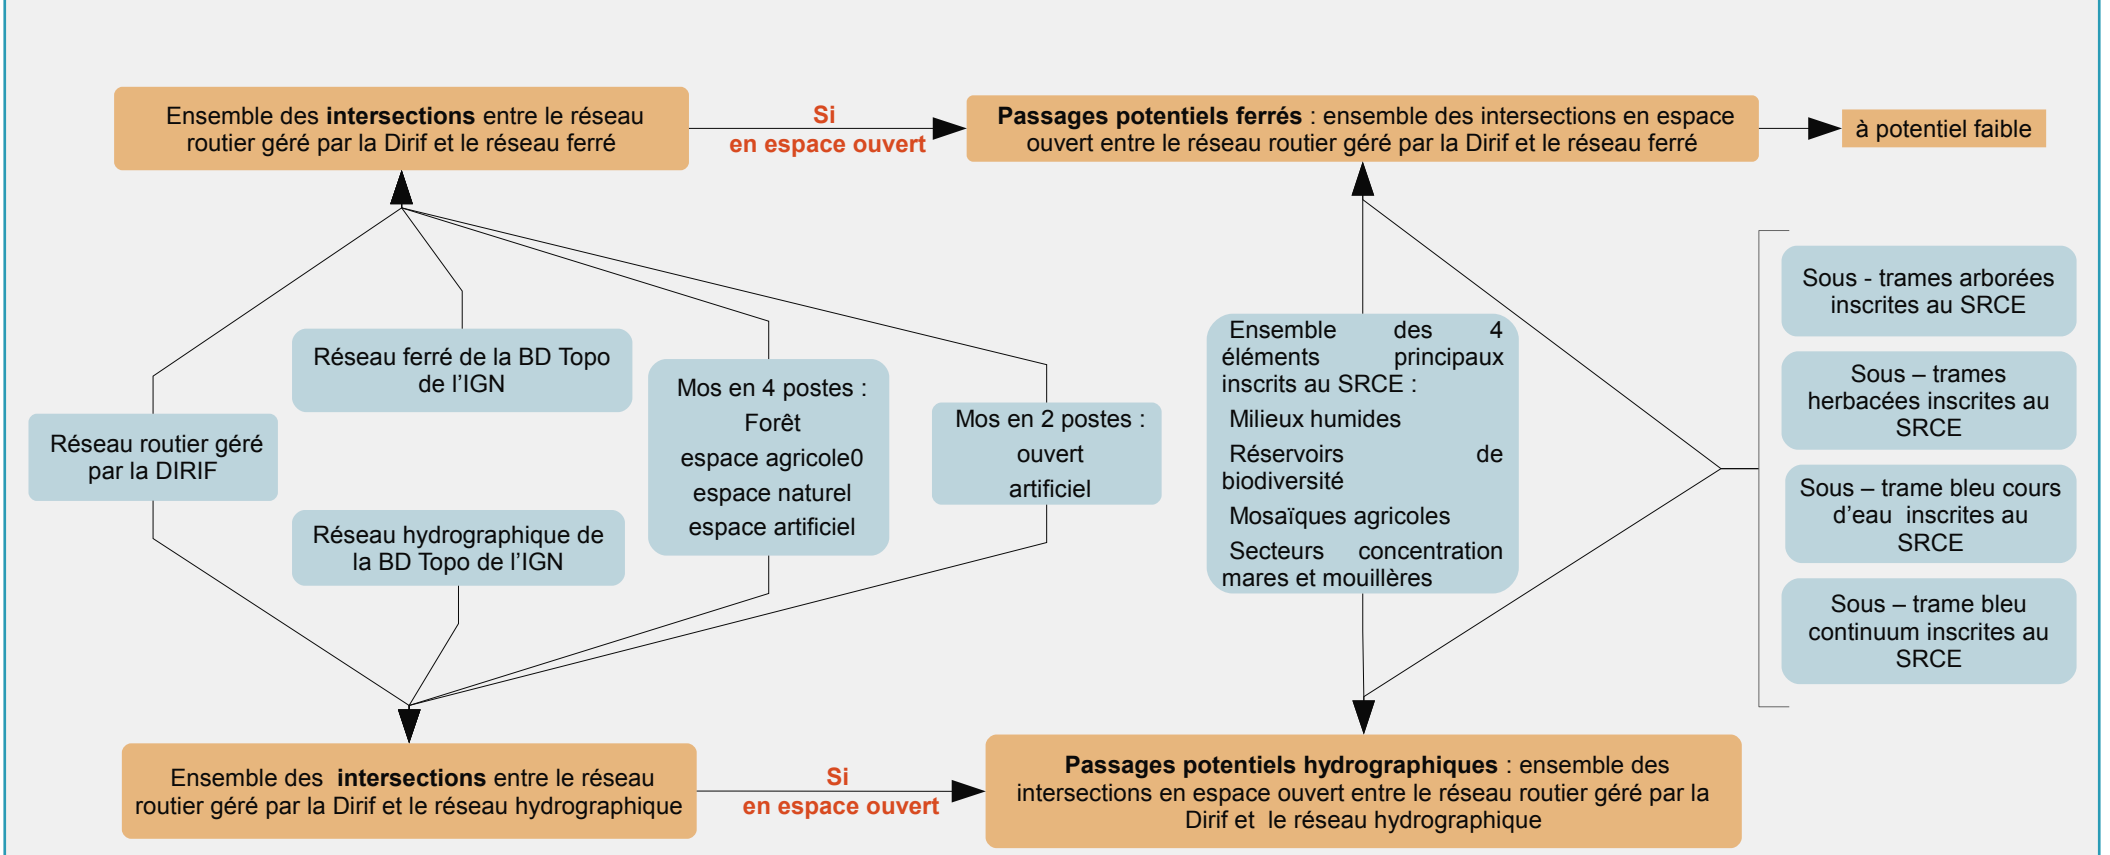 Ensemble des intersections entre le réseau
routier géré par la Dirif et le réseau ferré
Si
en espace ouvert
Passages potentiels ferrés : ensemble des intersections en espace
ouvert entre le réseau routier géré par la Dirif et le réseau ferré
à potentiel faible
Réseau routier géré
par la DIRIF
Réseau ferré de la BD Topo
de l'IGN
Réseau hydrographique de
la BD Topo de l'IGN
Mos en 4 postes :
Forêt
espace agricole0
espace naturel
espace artificiel
Mos en 2 postes :
ouvert
artificiel
Ensemble des 4
éléments principaux
inscrits au SRCE :
Milieux humides
Réservoirs de
biodiversité
Mosaïques agricoles
Secteurs concentration
mares et mouillères
Sous - trames arborées
inscrites au SRCE
Sous – trames
herbacées inscrites au
SRCE
Sous – trame bleu cours
d'eau inscrites au
SRCE
Sous – trame bleu
continuum inscrites au
SRCE
Ensemble des intersections entre le réseau
routier géré par la Dirif et le réseau hydrographique
Si
en espace ouvert
Passages potentiels hydrographiques : ensemble des
intersections en espace ouvert entre le réseau routier géré par la
Dirif et le réseau hydrographique